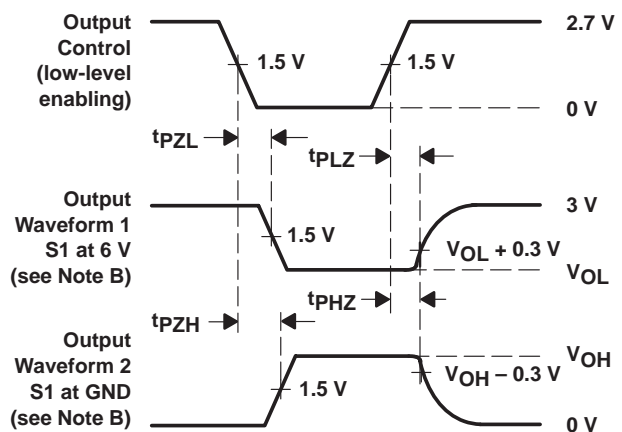 Output
Control
(low-level
enabling)
1.5 V
1.5 V
2.7 V
0 V
tPZL
tPLZ
Output
Waveform 1
S1 at 6 V
(see Note B)
1.5 V
3 V
VOL + 0.3 V
VOL
tPZH
tPHZ
Output
Waveform 2
S1 at GND
(see Note B)
1.5 V
VOH
VOH – 0.3 V
0 V